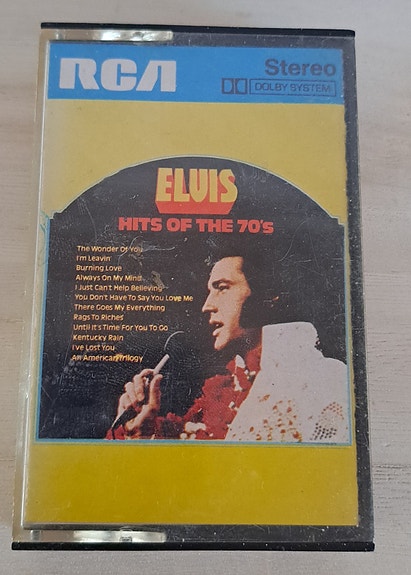 RCA
Stereo
DOLBY SYSTEM
ELVIS
HITS OF THE 70's
The Wonder Of You
I'm Leavin'
Burning Love
Always On My Mind
I Just Can't Help Believing
You Don't Have To Say You Love Me
There Goes My Everything
Rags To Riches
Until It's Time For You To Go
Kentucky Rain
I've Lost You
An American Trilogy